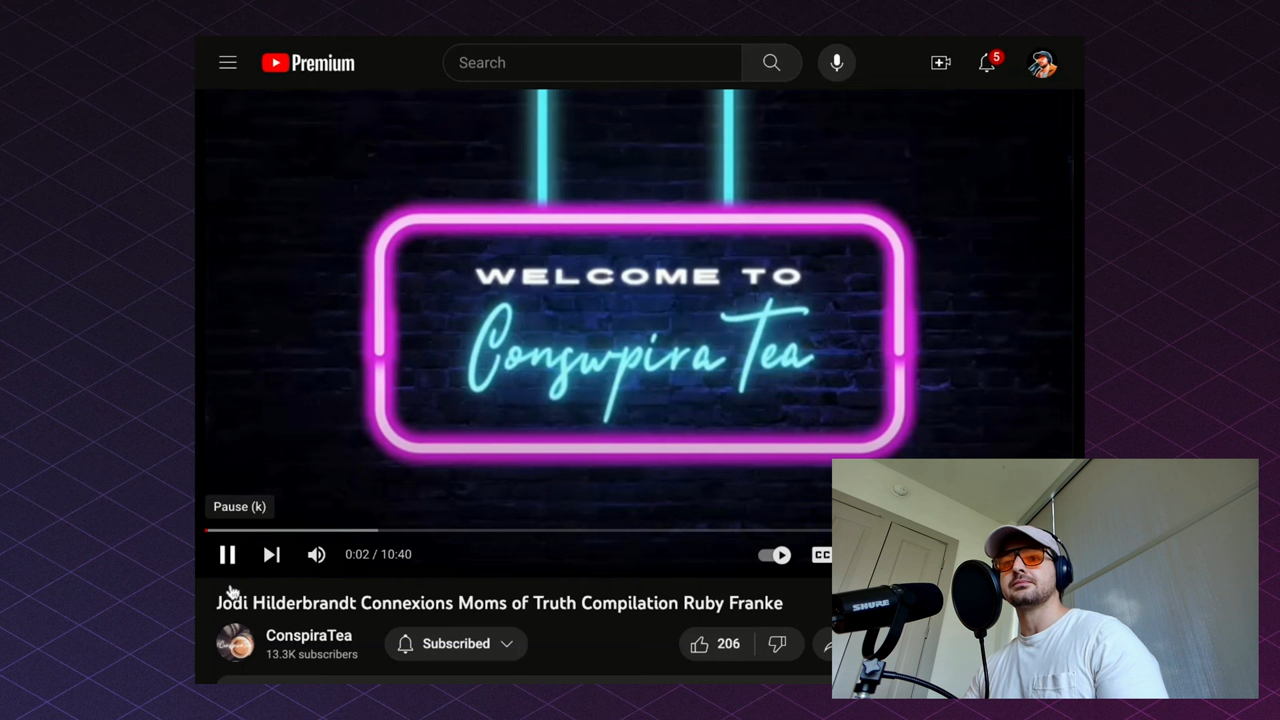 Premium
Search
5
WELCOME TO
Conswpira Tea
Pause (k)
0:02 / 10:40
CC
Jodi Hilderbrandt Connexions Moms of Truth Compilation Ruby Franke
ConspiraTea
13.3K subscribers
Subscribed
206
SHURE